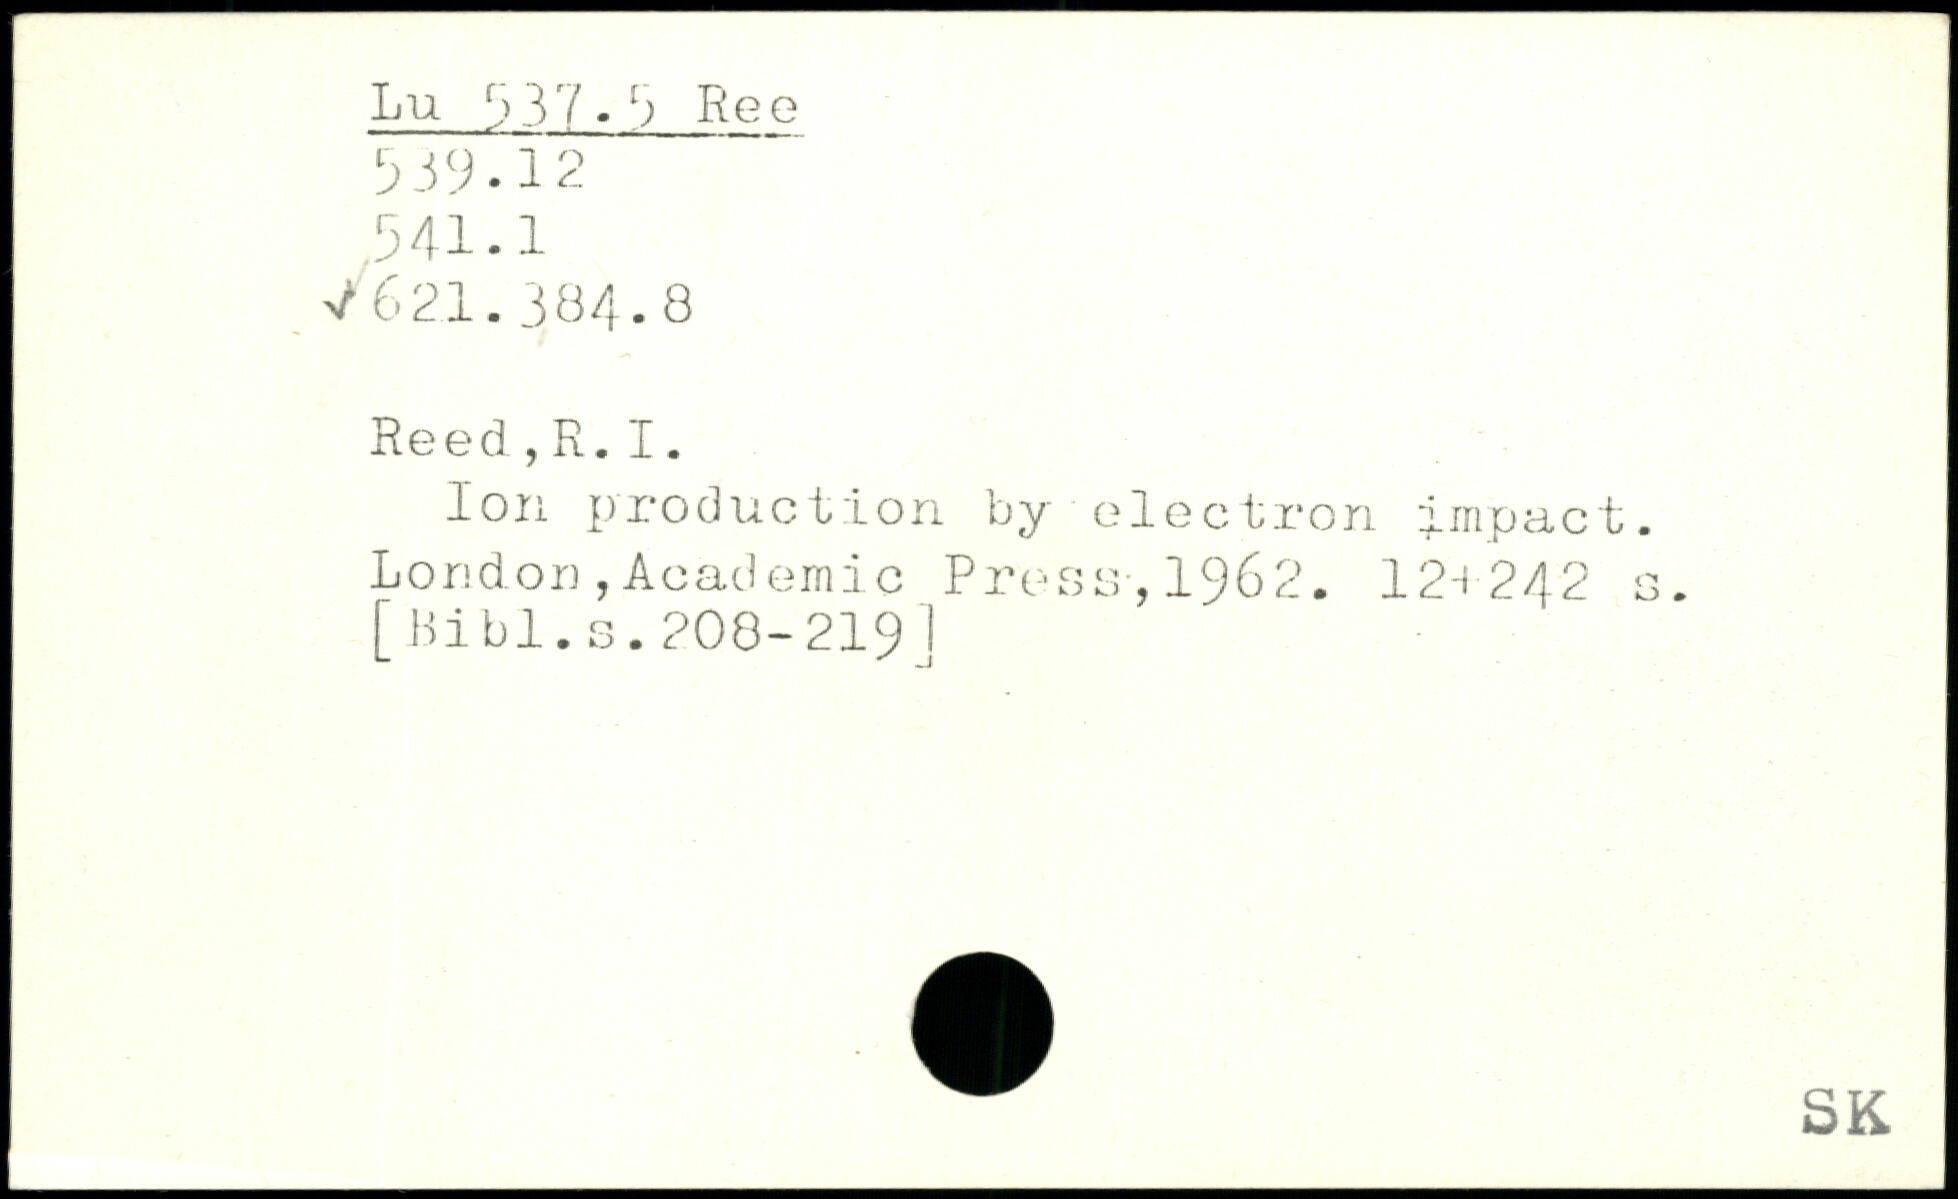 Lu 537.5 Ree
539.12
541.1
✓621.384.8
Reed,R.I.
Ion production by electron impact.
London,Academic Press,1962. 12+242 s.
[Bibl.s.208-219]
SK